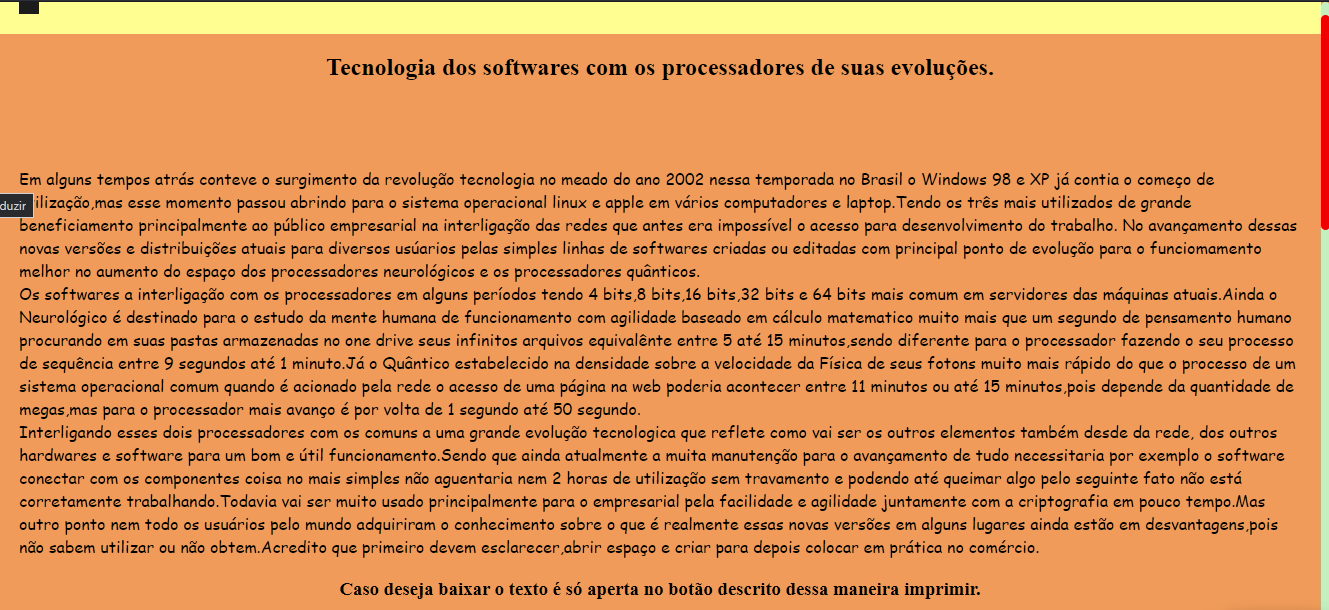 Tecnologia dos softwares com os processadores de suas evoluções.
Em alguns tempos atrás conteve o surgimento da revolução tecnologia no meado do ano 2002 nessa temporada no Brasil o Windows 98 e XP já contia o começo de
duzir
ilização,mas esse momento passou abrindo para o sistema operacional linux e apple em vários computadores e laptop.Tendo os três mais utilizados de grande
beneficiamento principalmente ao público empresarial na interligação das redes que antes era impossível o acesso para desenvolvimento do trabalho. No avançamento dessas
novas versões e distribuições atuais para diversos usúarios pelas simples linhas de softwares criadas ou editadas com principal ponto de evolução para o funciomamento
melhor no aumento do espaço dos processadores neurológicos e os processadores quânticos.
Os softwares a interligação com os processadores em alguns períodos tendo 4 bits,8 bits,16 bits,32 bits e 64 bits mais comum em servidores das máquinas atuais.Ainda o
Neurológico é destinado para o estudo da mente humana de funcionamento com agilidade baseado em cálculo matematico muito mais que um segundo de pensamento humano
procurando em suas pastas armazenadas no one drive seus infinitos arquivos equivalênte entre 5 até 15 minutos,sendo diferente para o processador fazendo o seu processo
de sequência entre 9 segundos até 1 minuto.Já o Quântico estabelecido na densidade sobre a velocidade da Física de seus fotons muito mais rápido do que o processo de um
sistema operacional comum quando é acionado pela rede o acesso de uma página na web poderia acontecer entre 11 minutos ou até 15 minutos,pois depende da quantidade de
megas,mas para o processador mais avanço é por volta de 1 segundo até 50 segundo.
Interligando esses dois processadores com os comuns a uma grande evolução tecnologica que reflete como vai ser os outros elementos também desde da rede, dos outros
hardwares e software para um bom e útil funcionamento.Sendo que ainda atualmente a muita manutenção para o avançamento de tudo necessitaria por exemplo o software
conectar com os componentes coisa no mais simples não aguentaria nem 2 horas de utilização sem travamento e podendo até queimar algo pelo seguinte fato não está
corretamente trabalhando.Todavia vai ser muito usado principalmente para o empresarial pela facilidade e agilidade juntamente com a criptografia em pouco tempo.Mas
outro ponto nem todo os usuários pelo mundo adquiriram o conhecimento sobre o que é realmente essas novas versões em alguns lugares ainda estão em desvantagens,pois
não sabem utilizar ou não obtem.Acredito que primeiro devem esclarecer,abrir espaço e criar para depois colocar em prática no comércio.
Caso deseja baixar o texto é só aperta no botão descrito dessa maneira imprimir.